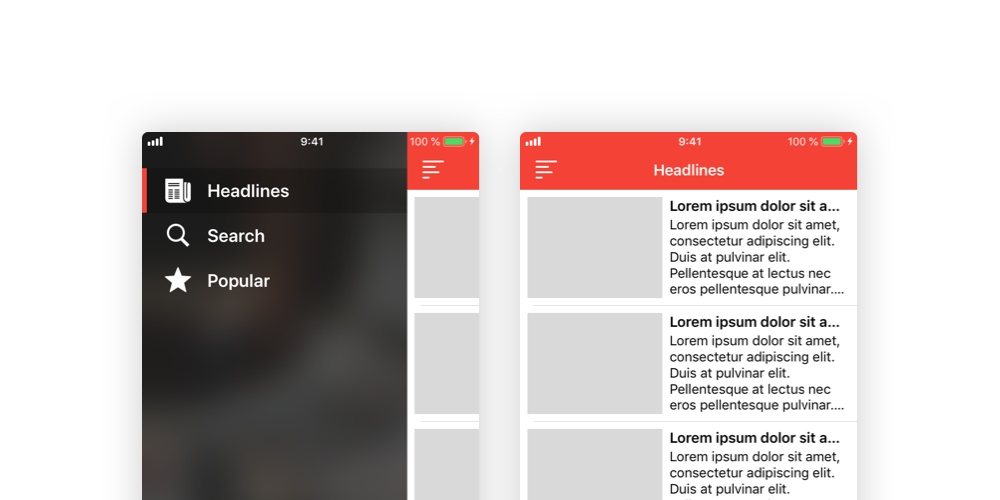 9:41
100 %
Headlines
Search
Popular
9:41
100 %
Headlines
Lorem ipsum dolor sit a...
Lorem ipsum dolor sit amet,
consectetur adipiscing elit.
Duis at pulvinar elit.
Pellentesque at lectus nec
eros pellentesque pulvinar....
Lorem ipsum dolor sit a...
Lorem ipsum dolor sit amet,
consectetur adipiscing elit.
Duis at pulvinar elit.
Pellentesque at lectus nec
eros pellentesque pulvinar....
Lorem ipsum dolor sit a...
Lorem ipsum dolor sit amet,
consectetur adipiscing elit.
Duis at pulvinar elit.